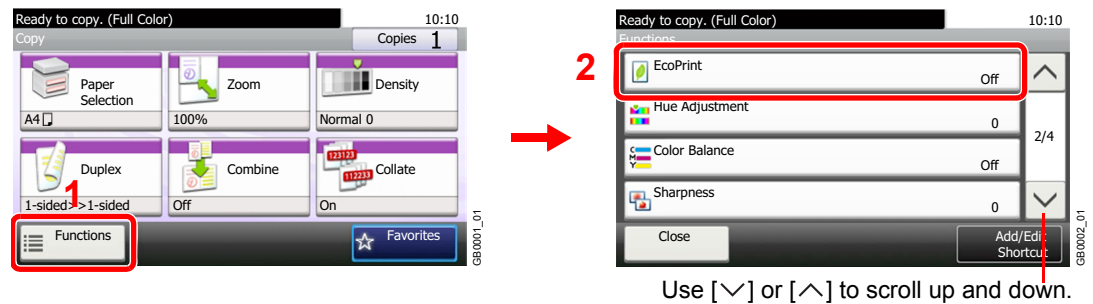 Ready to copy. (Full Color) 10:10
Copy Copies 1
Paper
Selection
A4
Zoom
100%
Density
Normal 0
Duplex
1-sided>>1-sided
Combine
Off
123123
112233
Collate
On
1
Functions
Favorites
GB0001_01
Ready to copy. (Full Color) 10:10
Functions
2
EcoPrint
Off
Hue Adjustment
0
2/4
C
M
Y
Color Balance
Off
Sharpness
0
Close
Add/Edit
Shortcut
GB0002_01
Use [∨] or [∧] to scroll up and down.